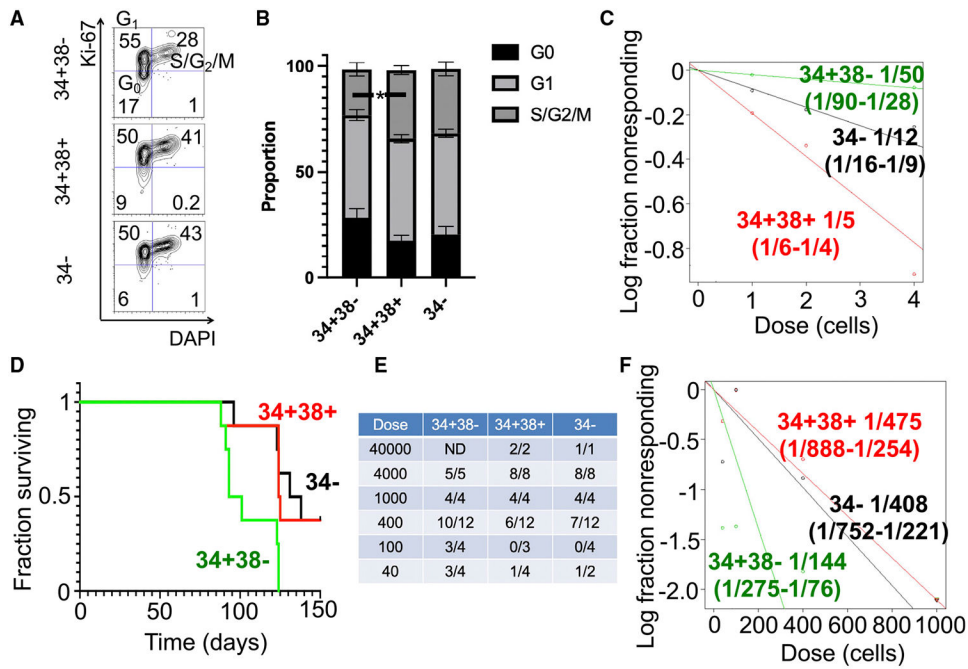 A
Ki-67
34+38-
G1
55
28
S/G2/M
G0
17
1
34+38+
50
41
9
0.2
34-
50
43
6
1
DAPI
B
Proportion
100
50
0
*
34+38-
34+38+
34-
G0
G1
S/G2/M
C
Log fraction nonresponding
0
-0.2
-0.4
-0.6
-0.8
34+38- 1/50
(1/90-1/28)
34- 1/12
(1/16-1/9)
34+38+ 1/5
(1/6-1/4)
0 1 2 3 4
Dose (cells)
D
Fraction surviving
1
0.5
0
34+38+
34-
34+38-
0 50 100 150
Time (days)
E
Dose 34+38- 34+38+ 34-
40000 ND 2/2 1/1
4000 5/5 8/8 8/8
1000 4/4 4/4 4/4
400 10/12 6/12 7/12
100 3/4 0/3 0/4
40 3/4 1/4 1/2
F
Log fraction nonresponding
0
-0.5
-1
-1.5
-2.0
34+38+ 1/475
(1/888-1/254)
34- 1/408
(1/752-1/221)
34+38- 1/144
(1/275-1/76)
0 200 400 600 800 1000
Dose (cells)